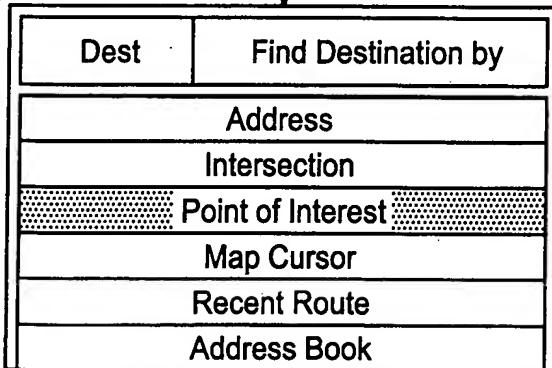 Dest Find Destination by
Address
Intersection
Point of Interest
Map Cursor
Recent Route
Address Book